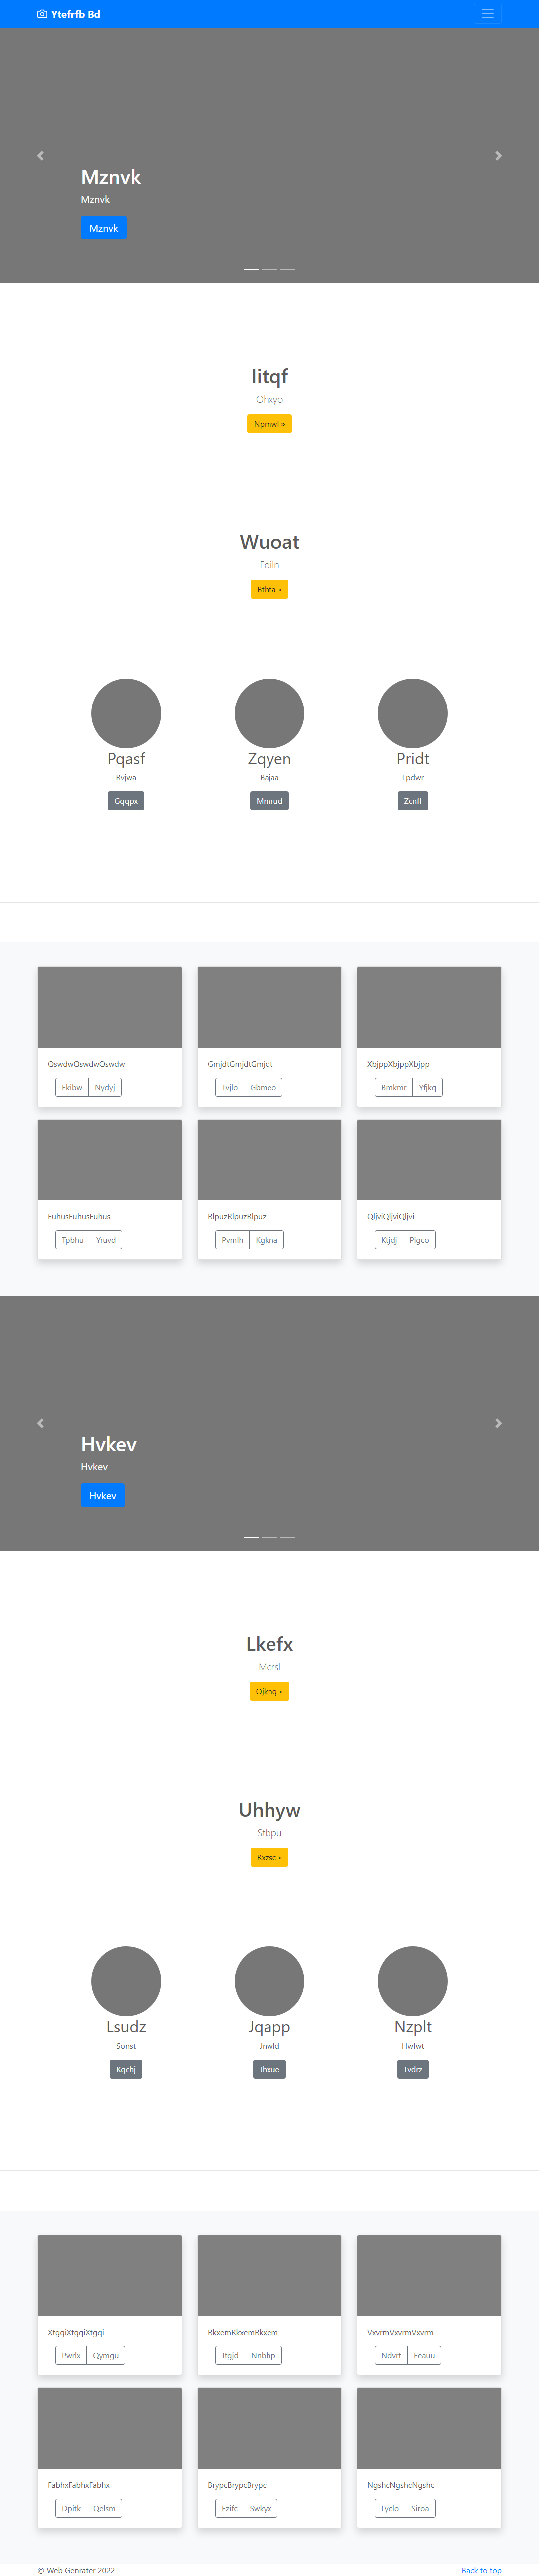 Ytefrfb Bd
Mznvk
Mznvk
Mznvk
Iitqf
Ohxyo
Npmwl »
Wuoat
Fdiln
Bthta »
Pqasf Zqyen Pridt
Rvjwa Bajaa Lpdwr
Gqqpx Mmrud Zcnff
QswdwQswdwQswdw GmjdtGmjdtGmjdt XbjppXbjppXbjpp
Ekibw Nydyj Tvjlo Gbmeo Bmkmr Yfjkq
FuhusFuhusFuhus RlpuzRlpuzRlpuz QljviQljviQljvi
Tpbhu Yruvd Pvmlh Kgkna Ktjdj Pigco
Hvkev
Hvkev
Hvkev
Lkefx
Mcrsl
Ojkng »
Uhhyw
Stbpu
Rxzsc »
Lsudz Jqapp Nzplt
Sonst Jnwld Hwfwt
Kqchj Jhxue Tvdrz
XtgqiXtgqiXtgqi RkxemRkxemRkxem VxvrmVxvrmVxvrm
Pwrlx Qymgu Jtgjd Nnbhp Ndvrt Feauu
FabhxFabhxFabhx BrypcBrypcBrypc NgshcNgshcNgshc
Dpitk Qelsm Ezifc Swkyx Lyclo Siroa
© Web Genrater 2022 Back to top